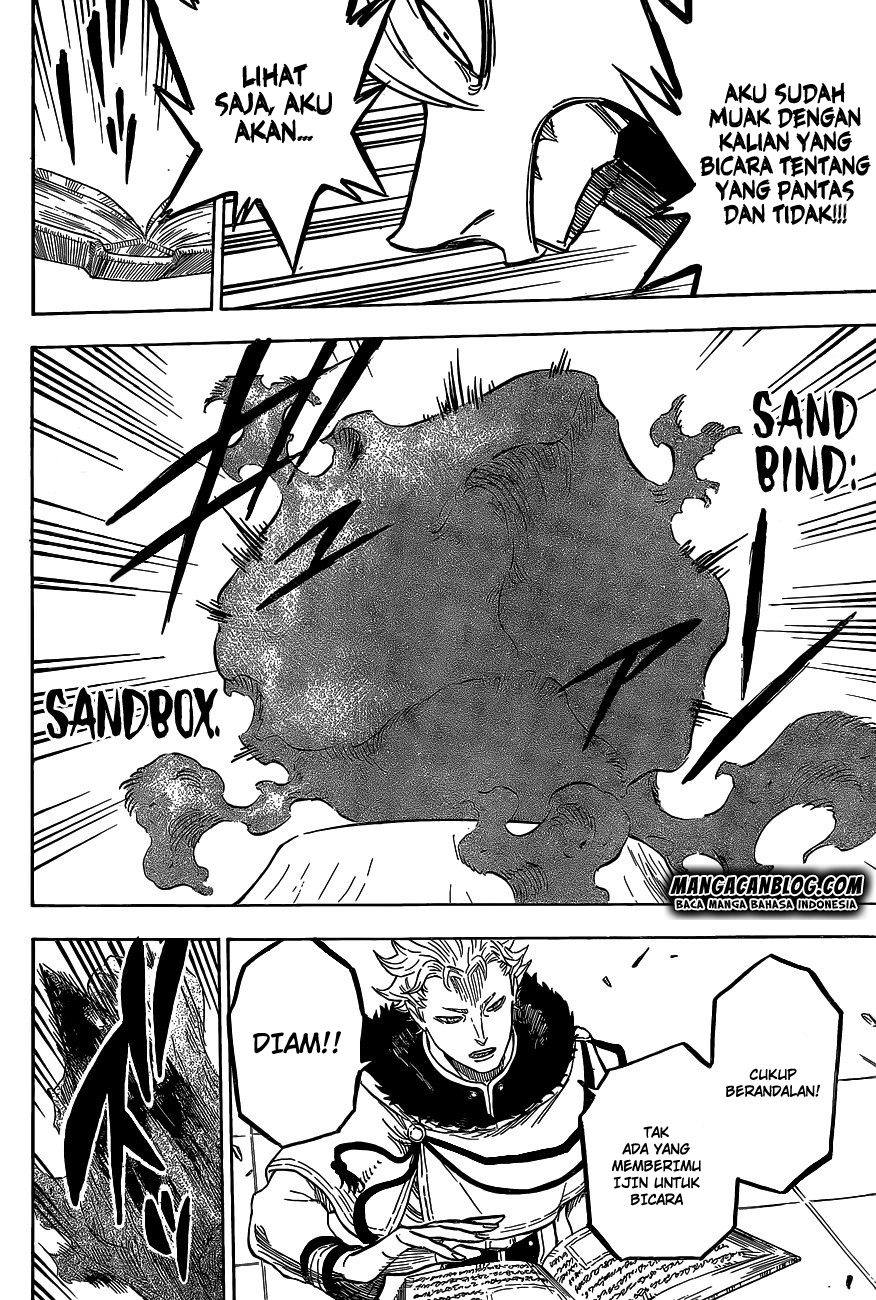 AKU SUDAH
MUAK DENGAN
KALIAN YANG
BICARA TENTANG
YANG PANTAS
DAN TIDAK!!!
LIHAT
SAJA, AKU
AKAN...
SAND
BIND:
SANDBOX.
MANGACANBLOG.COM
BACA MANGA BAHASA INDONESIA
CUKUP
BERANDALAN!
TAK
ADA YANG
MEMBERIMU
IJIN UNTUK
BICARA
DIAM!!